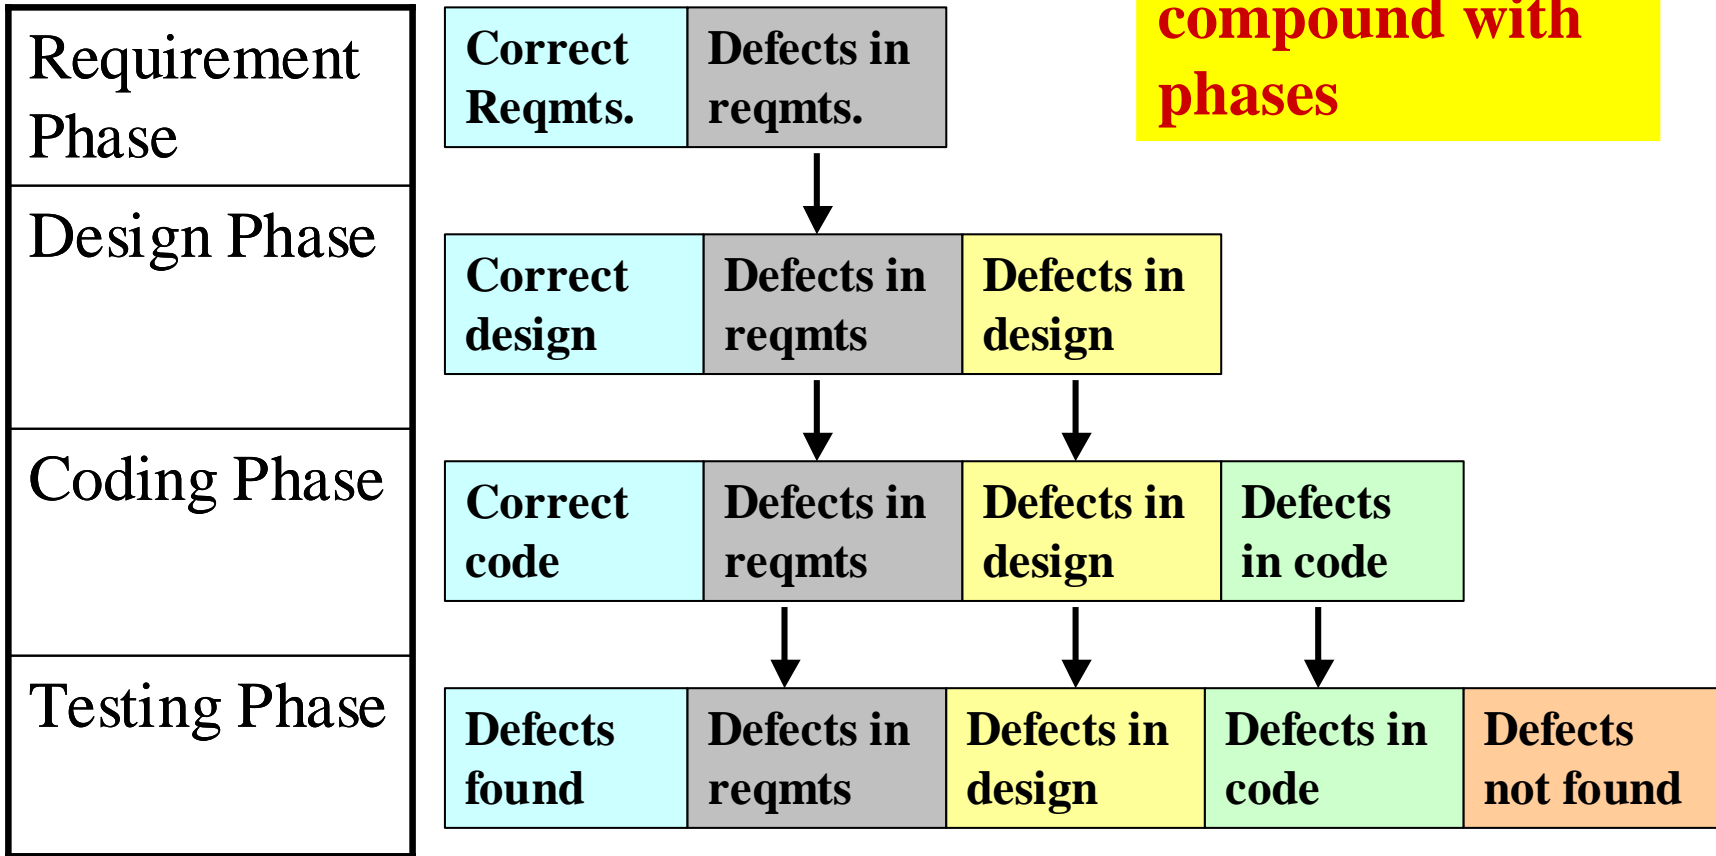 compound with
phases
Requirement
Phase
Correct
Reqmts.
Defects in
reqmts.
Design Phase
Correct
design
Defects in
reqmts
Defects in
design
Coding Phase
Correct
code
Defects in
reqmts
Defects in
design
Defects
in code
Testing Phase
Defects
found
Defects in
reqmts
Defects in
design
Defects in
code
Defects
not found